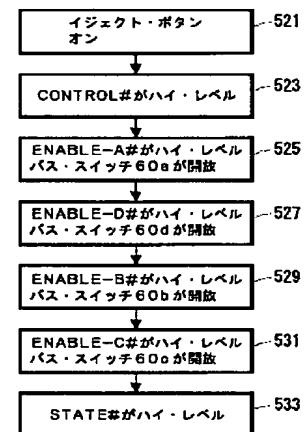 イジェクト・ボタン
オン
521
CONTROL#がハイ・レベル
523
ENABLE-A#がハイ・レベル
バス・スイッチ60aが開放
525
ENABLE-D#がハイ・レベル
バス・スイッチ60dが開放
527
ENABLE-B#がハイ・レベル
バス・スイッチ60bが開放
529
ENABLE-C#がハイ・レベル
バス・スイッチ60cが開放
531
STATE#がハイ・レベル
533